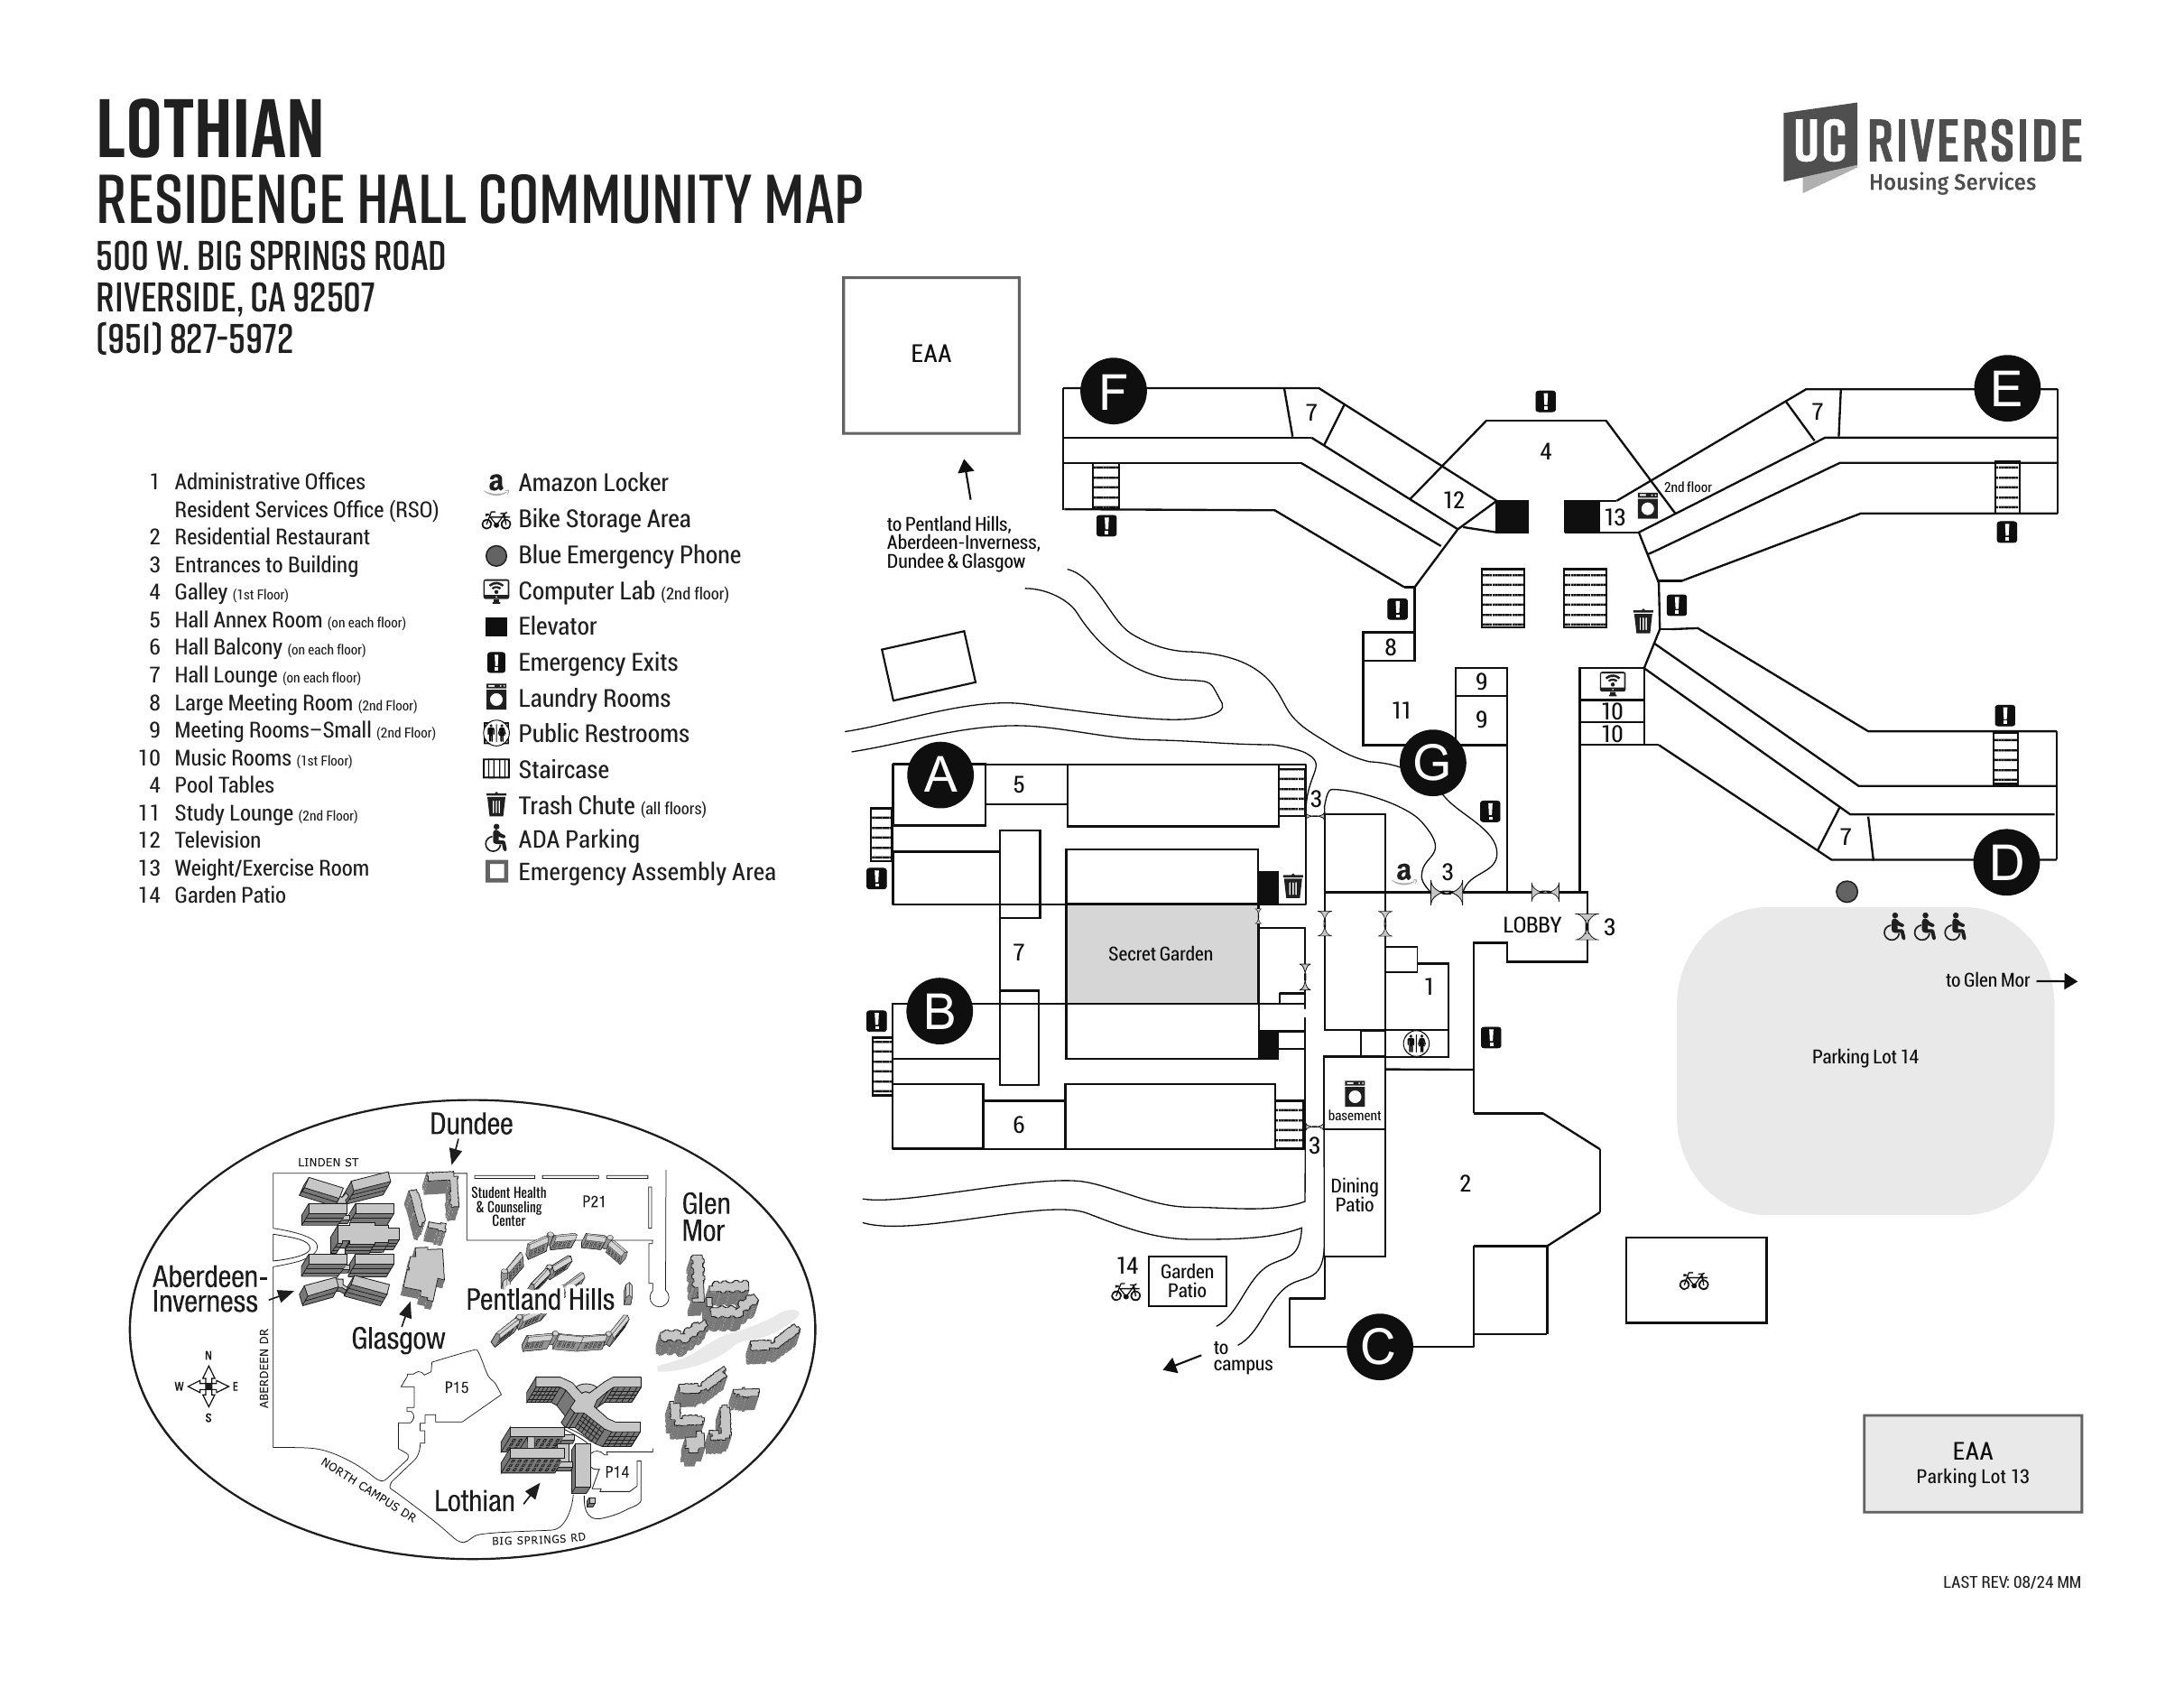 LOTHIAN
RESIDENCE HALL COMMUNITY MAP
500 W. BIG SPRINGS ROAD
RIVERSIDE, CA 92507
(951) 827-5972
UC RIVERSIDE
Housing Services
1 Administrative Offices
Resident Services Office (RSO)
2 Residential Restaurant
3 Entrances to Building
4 Galley (1st Floor)
5 Hall Annex Room (on each floor)
6 Hall Balcony (on each floor)
7 Hall Lounge (on each floor)
8 Large Meeting Room (2nd Floor)
9 Meeting Rooms–Small (2nd Floor)
10 Music Rooms (1st Floor)
4 Pool Tables
11 Study Lounge (2nd Floor)
12 Television
13 Weight/Exercise Room
14 Garden Patio
a Amazon Locker
Bike Storage Area
Blue Emergency Phone
Computer Lab (2nd floor)
Elevator
Emergency Exits
Laundry Rooms
Public Restrooms
Staircase
Trash Chute (all floors)
ADA Parking
Emergency Assembly Area
EAA
to Pentland Hills,
Aberdeen-Inverness,
Dundee & Glasgow
F
7
E
7
4
12
13
2nd floor
8
11
9
9
10
10
G
7
D
A
5
3
a
3
LOBBY
3
7
Secret Garden
1
B
6
3
basement
Dining
Patio
2
14
Garden
Patio
to
campus
C
to Glen Mor
Parking Lot 14
EAA
Parking Lot 13
Dundee
LINDEN ST
Student Health
& Counseling
Center
P21
Glen
Mor
Aberdeen-
Inverness
Pentland Hills
Glasgow
ABERDEEN DR
N
W E
S
P15
P14
NORTH CAMPUS DR
Lothian
BIG SPRINGS RD
LAST REV: 08/24 MM